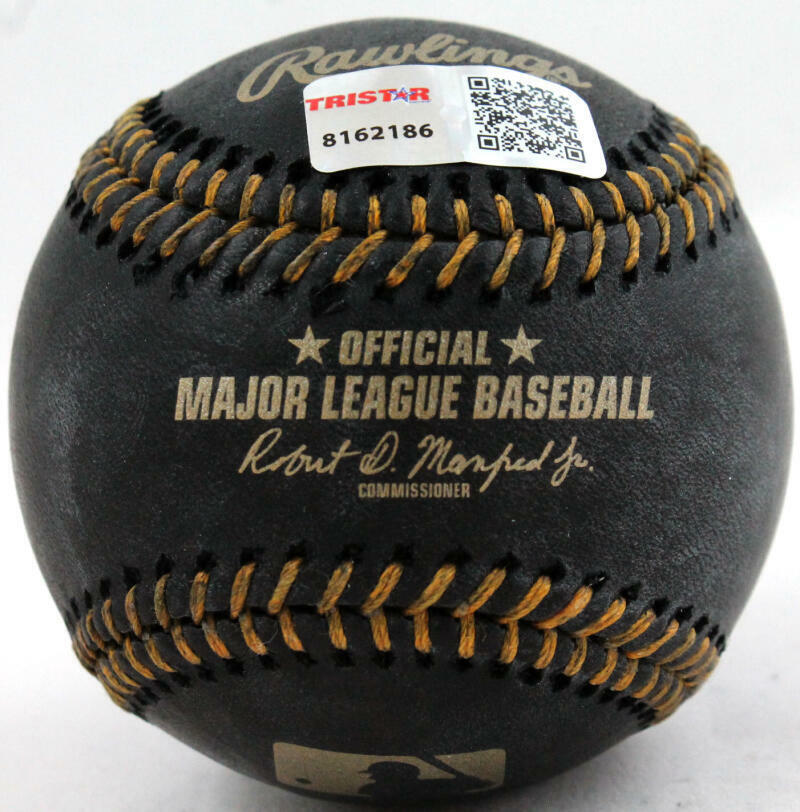 Rawlings
TRISTAR
8162186
★ OFFICIAL ★
MAJOR LEAGUE BASEBALL
Robert D. Manfred Jr.
COMMISSIONER